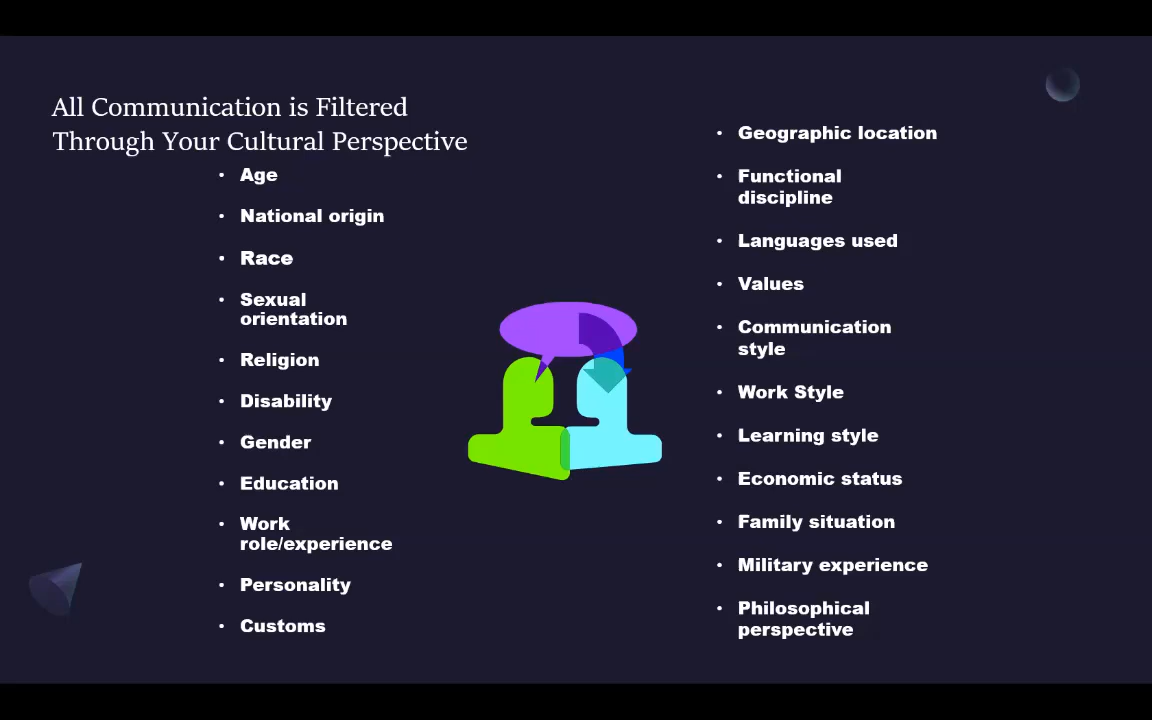 All Communication is Filtered
Through Your Cultural Perspective
• Age
• National origin
• Race
• Sexual
orientation
• Religion
• Disability
• Gender
• Education
• Work
role/experience
• Personality
• Customs
• Geographic location
• Functional
discipline
• Languages used
• Values
• Communication
style
• Work Style
• Learning style
• Economic status
• Family situation
• Military experience
• Philosophical
perspective